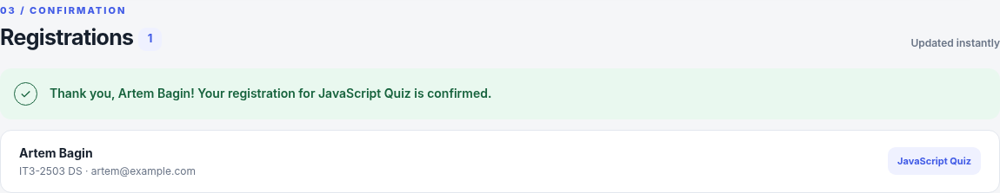 03 / CONFIRMATION
Registrations 1
Updated instantly
Thank you, Artem Bagin! Your registration for JavaScript Quiz is confirmed.
Artem Bagin
IT3-2503 DS · artem@example.com
JavaScript Quiz